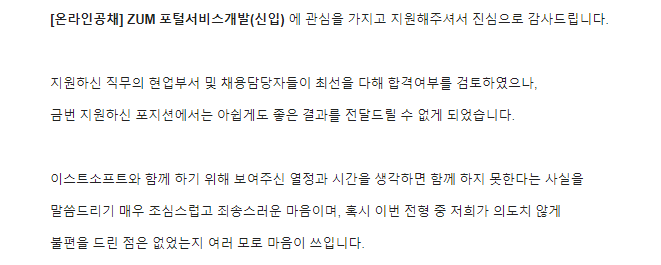 [온라인공채] ZUM 포털서비스개발(신입) 에 관심을 가지고 지원해주셔서 진심으로 감사드립니다.
지원하신 직무의 현업부서 및 채용담당자들이 최선을 다해 합격여부를 검토하였으나,
금번 지원하신 포지션에서는 아쉽게도 좋은 결과를 전달드릴 수 없게 되었습니다.
이스트소프트와 함께 하기 위해 보여주신 열정과 시간을 생각하면 함께 하지 못한다는 사실을
말씀드리기 매우 조심스럽고 죄송스러운 마음이며, 혹시 이번 전형 중 저희가 의도치 않게
불편을 드린 점은 없었는지 여러 모로 마음이 쓰입니다.